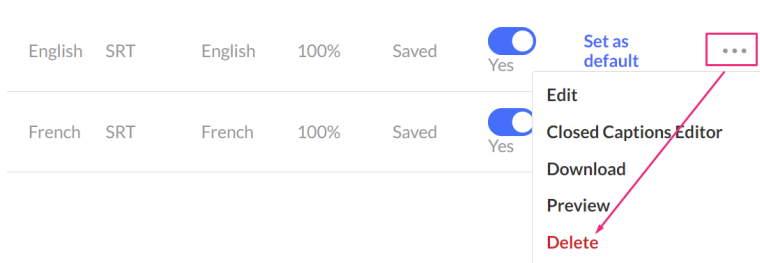 English SRT English 100% Saved Yes Set as default ...
French SRT French 100% Saved Yes
Edit
Closed Captions Editor
Download
Preview
Delete